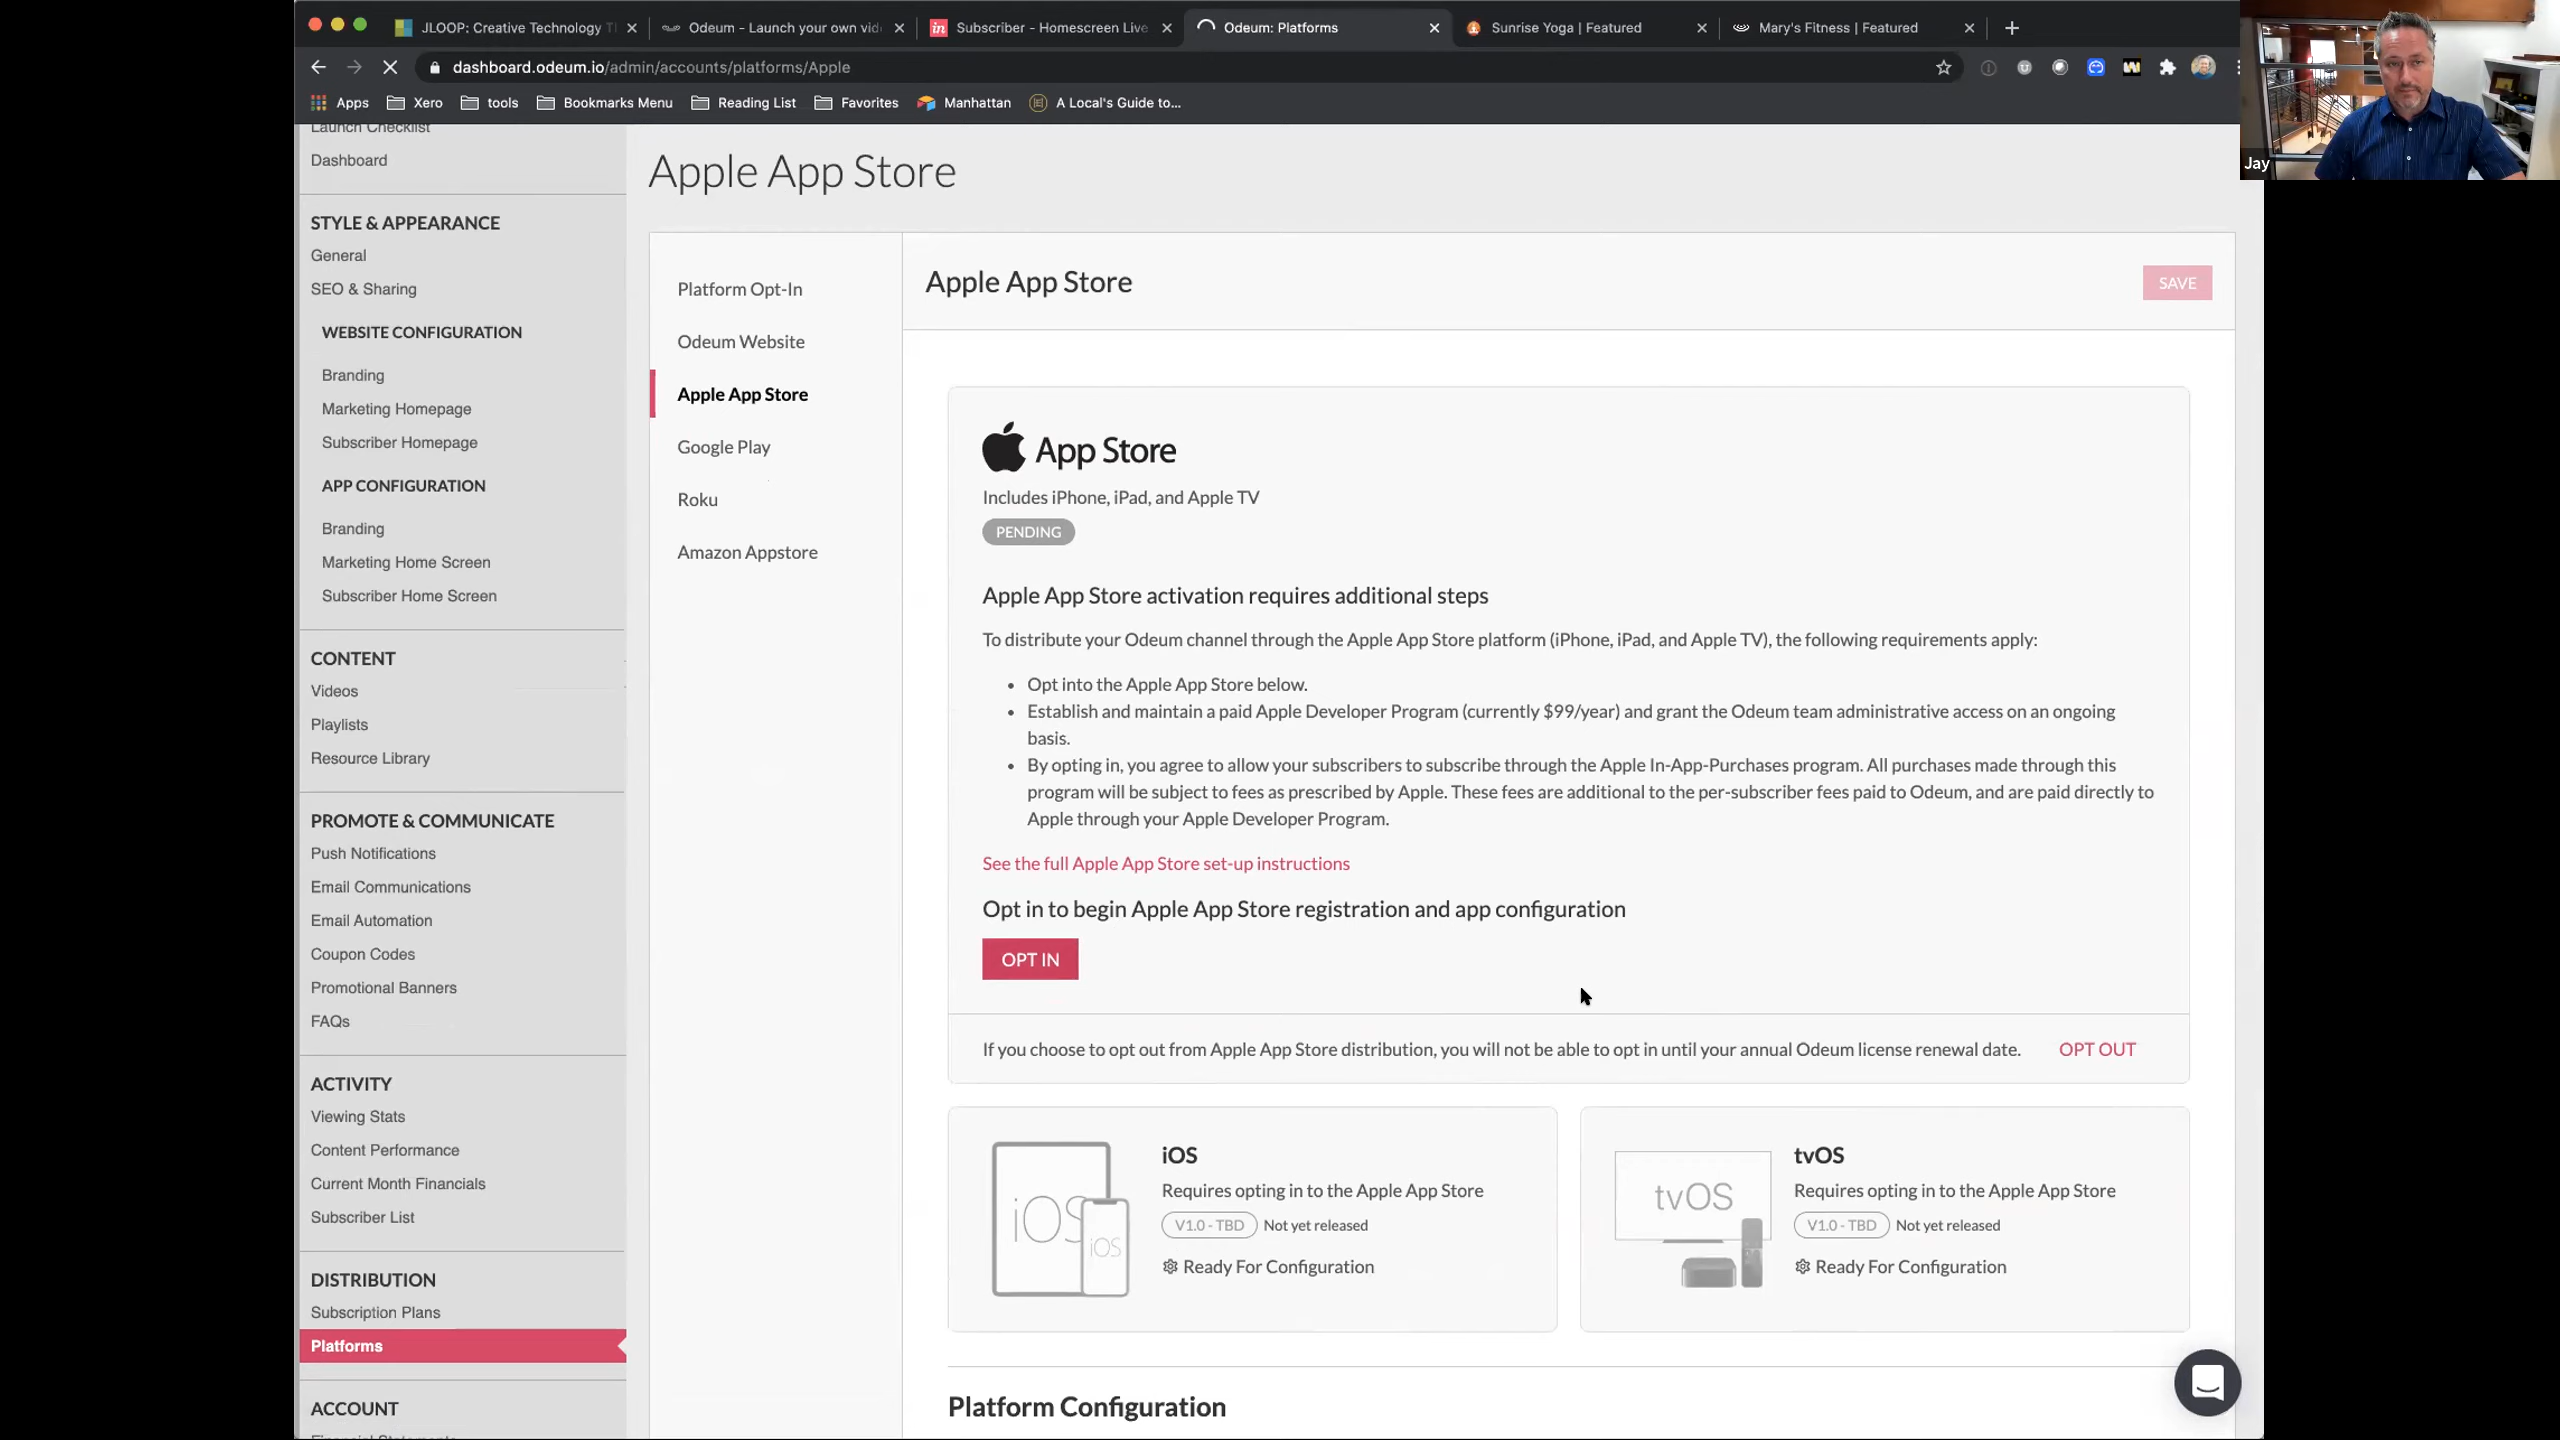 JLOOP: Creative Technology T
Odeum - Launch your own vid
Subscriber - Homescreen Live
Odeum: Platforms
Sunrise Yoga | Featured
Mary's Fitness | Featured
dashboard.odeum.io/admin/accounts/platforms/Apple
Apps
Xero
tools
Bookmarks Menu
Reading List
Favorites
Manhattan
A Local's Guide to...
Jay
Launch Checklist
Dashboard
STYLE & APPEARANCE
General
SEO & Sharing
WEBSITE CONFIGURATION
Branding
Marketing Homepage
Subscriber Homepage
APP CONFIGURATION
Branding
Marketing Home Screen
Subscriber Home Screen
CONTENT
Videos
Playlists
Resource Library
PROMOTE & COMMUNICATE
Push Notifications
Email Communications
Email Automation
Coupon Codes
Promotional Banners
FAQs
ACTIVITY
Viewing Stats
Content Performance
Current Month Financials
Subscriber List
DISTRIBUTION
Subscription Plans
Platforms
ACCOUNT
Apple App Store
Platform Opt-In
Odeum Website
Apple App Store
Google Play
Roku
Amazon Appstore
Apple App Store
SAVE
App Store
Includes iPhone, iPad, and Apple TV
PENDING
Apple App Store activation requires additional steps
To distribute your Odeum channel through the Apple App Store platform (iPhone, iPad, and Apple TV), the following requirements apply:
• Opt into the Apple App Store below.
• Establish and maintain a paid Apple Developer Program (currently $99/year) and grant the Odeum team administrative access on an ongoing
basis.
• By opting in, you agree to allow your subscribers to subscribe through the Apple In-App-Purchases program. All purchases made through this
program will be subject to fees as prescribed by Apple. These fees are additional to the per-subscriber fees paid to Odeum, and are paid directly to
Apple through your Apple Developer Program.
See the full Apple App Store set-up instructions
Opt in to begin Apple App Store registration and app configuration
OPT IN
If you choose to opt out from Apple App Store distribution, you will not be able to opt in until your annual Odeum license renewal date.
OPT OUT
iOS
iOS
iOS
Requires opting in to the Apple App Store
V1.0 - TBD Not yet released
Ready For Configuration
tvOS
tvOS
Requires opting in to the Apple App Store
V1.0 - TBD Not yet released
Ready For Configuration
Platform Configuration